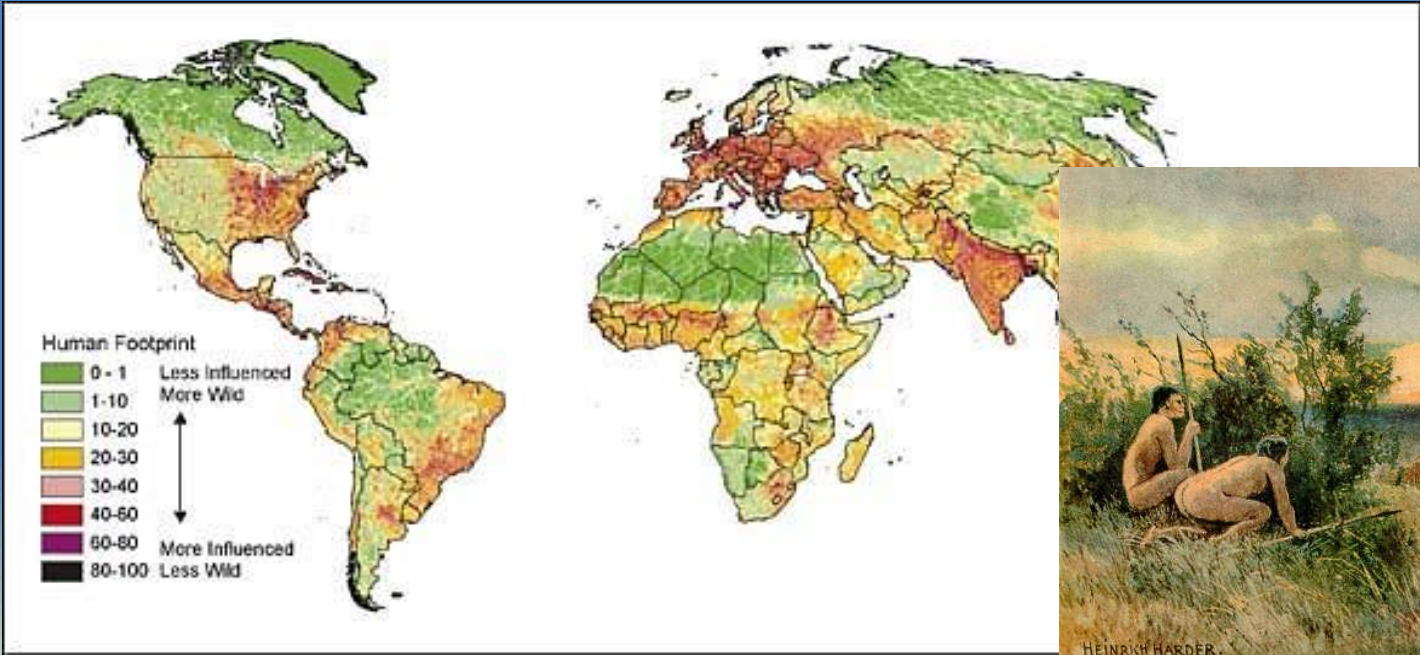 Human Footprint
0 - 1 Less Influenced
More Wild
1-10
10-20
20-30
30-40
40-60
60-80 More Influenced
80-100 Less Wild
HEINRICH HARDER.